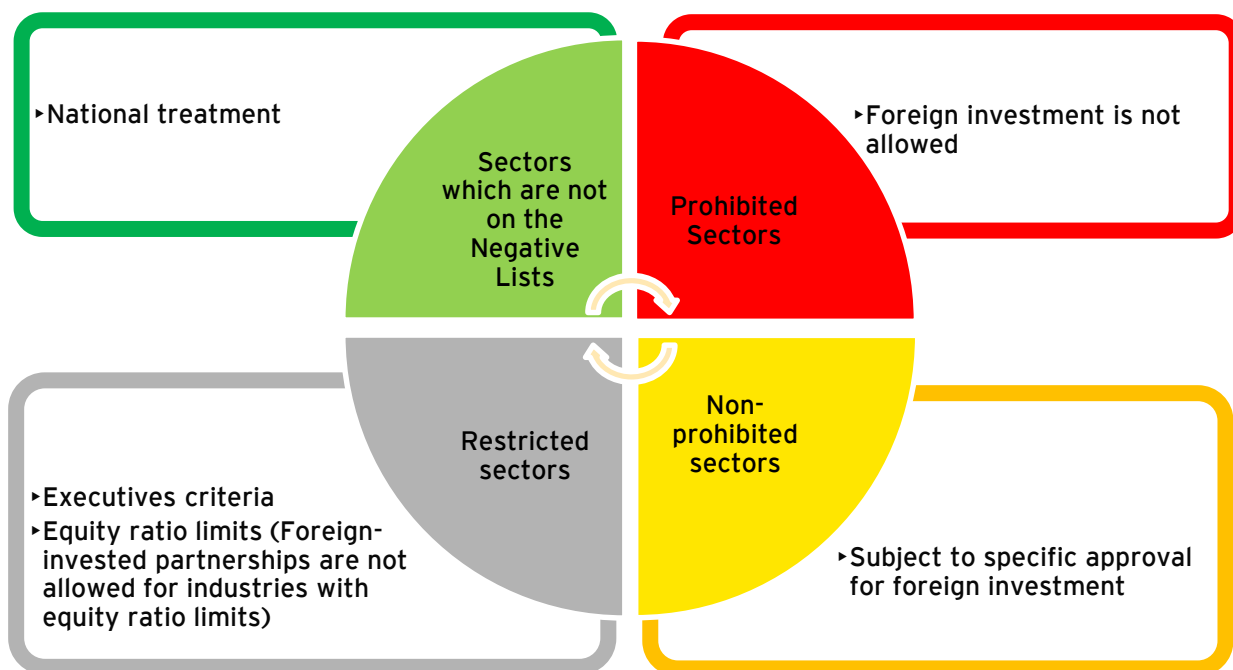 ▸National treatment
Sectors
which are not
on the
Negative
Lists
Prohibited
Sectors
▸Foreign investment is not
allowed
Restricted
sectors
▸Executives criteria
▸Equity ratio limits (Foreign-
invested partnerships are not
allowed for industries with
equity ratio limits)
Non-
prohibited
sectors
▸Subject to specific approval
for foreign investment